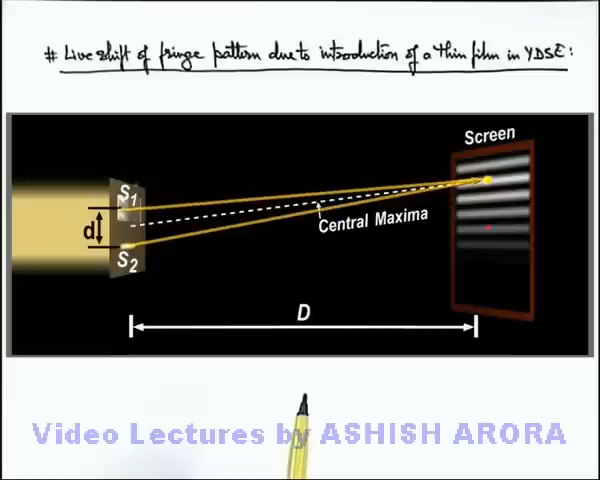 # Live shift of fringe pattern due to introduction of a thin film in YDSE:
Screen
S1
Central Maxima
d
S2
D
Video Lectures by ASHISH ARORA